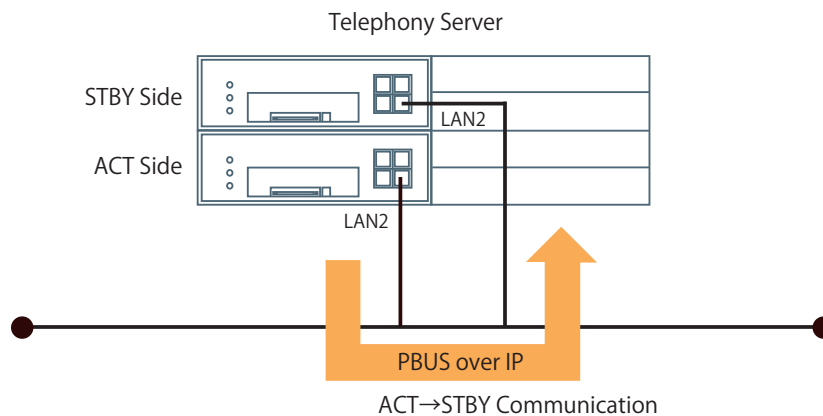 Telephony Server
STBY Side
LAN2
ACT Side
LAN2
PBUS over IP
ACT→STBY Communication